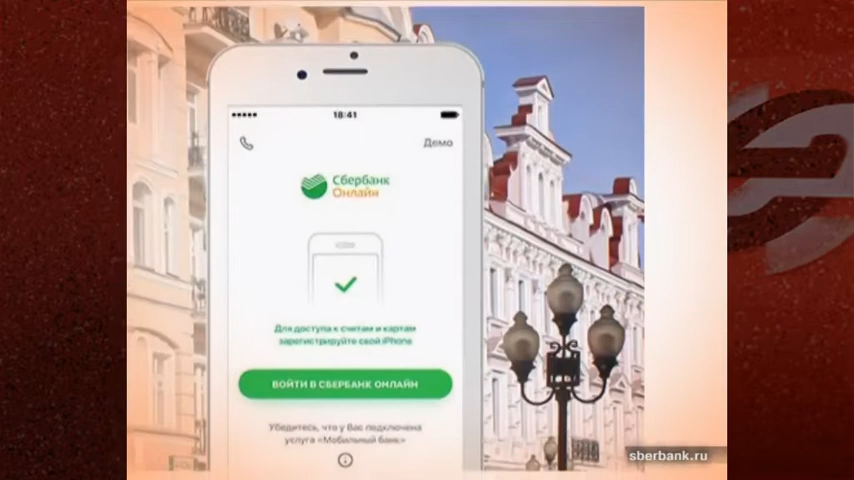 18:41
Демо
Сбербанк
Онлайн
Для доступа к счетам и картам
зарегистрируйте свой iPhone
ВОЙТИ В СБЕРБАНК ОНЛАЙН
Убедитесь, что у Вас подключена
услуга «Мобильный банк»
sberbank.ru